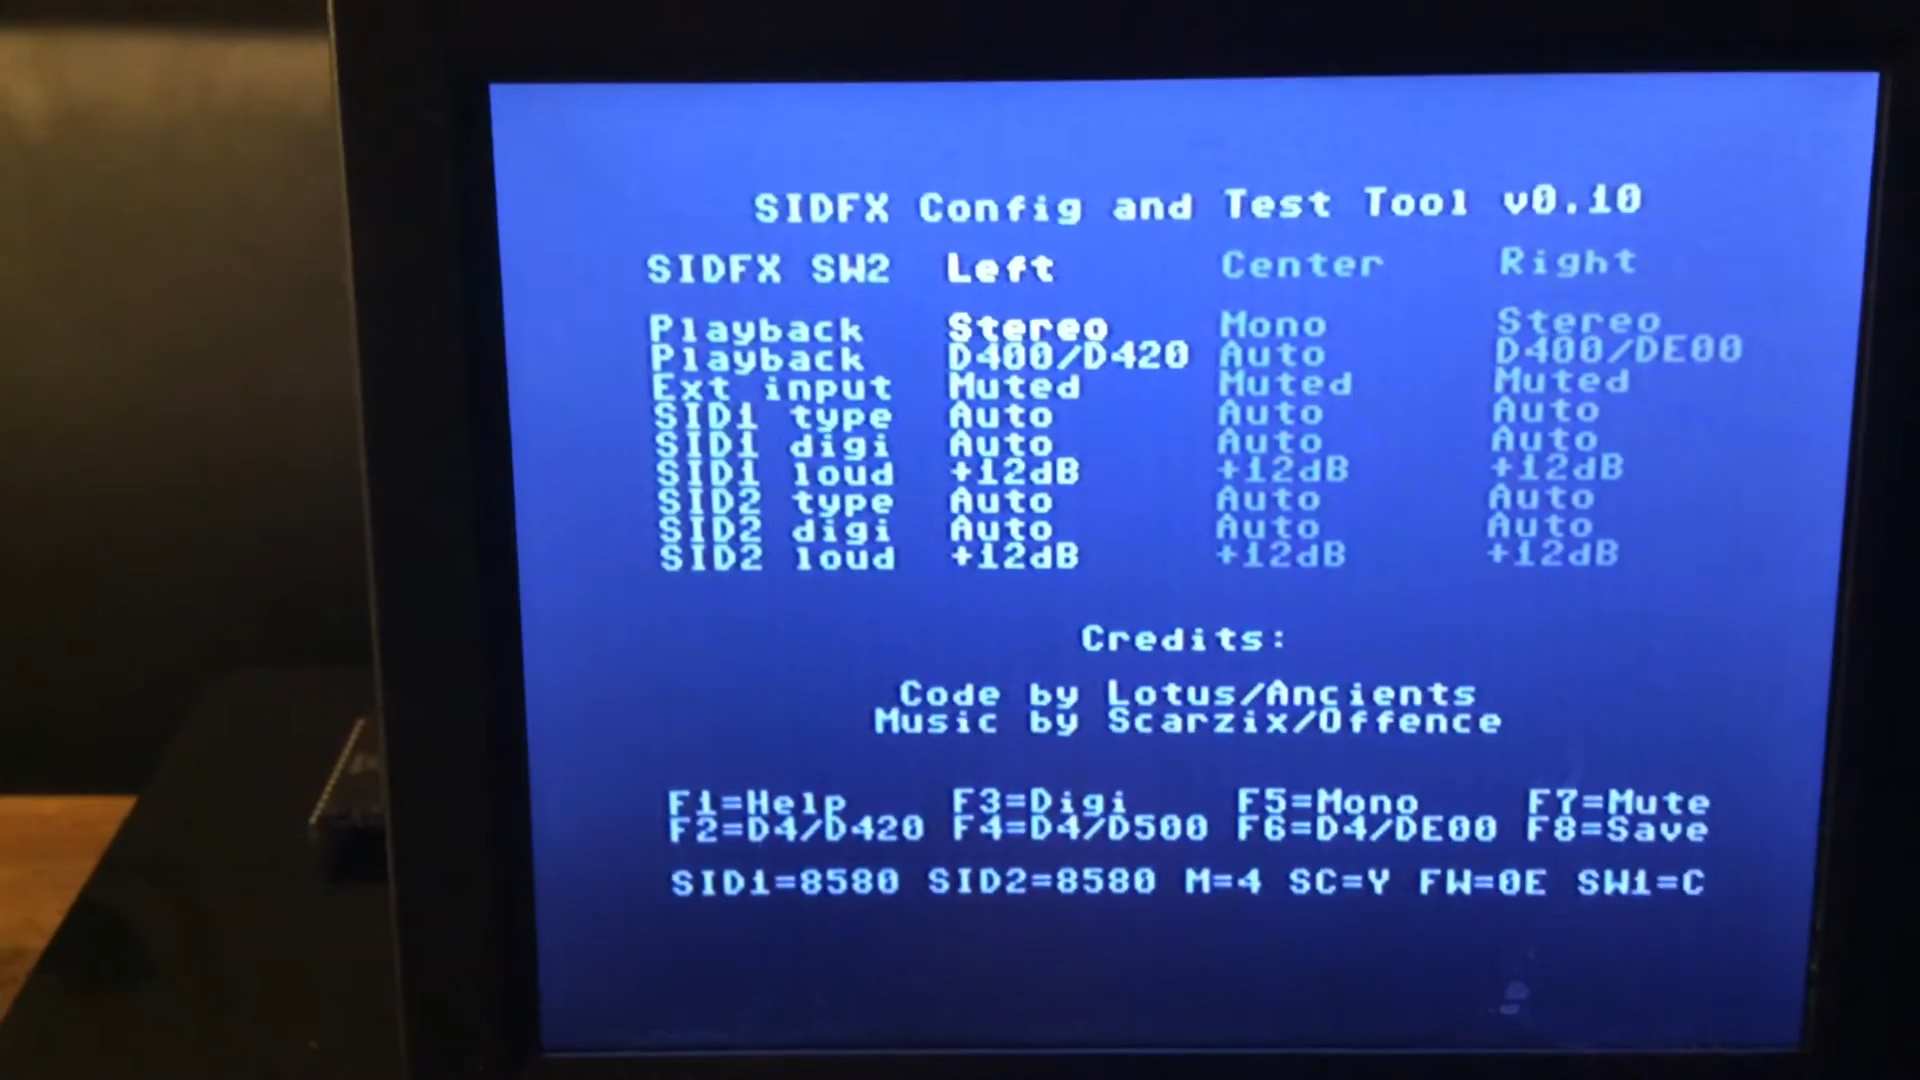 SIDFX Config and Test Tool v0.10
SIDFX SW2 Left Center Right
Playback Stereo Mono Stereo
Playback D400/D420 Auto D400/DE00
Ext input Muted Muted Muted
SID1 type Auto Auto Auto
SID1 digi Auto Auto Auto
SID1 loud +12dB +12dB +12dB
SID2 type Auto Auto Auto
SID2 digi Auto Auto Auto
SID2 loud +12dB +12dB +12dB
Credits:
Code by Lotus/Ancients
Music by Scarzix/Offence
F1=Help F3=Digi F5=Mono F7=Mute
F2=D4/D420 F4=D4/D500 F6=D4/DE00 F8=Save
SID1=8580 SID2=8580 M=4 SC=Y FW=0E SW1=C